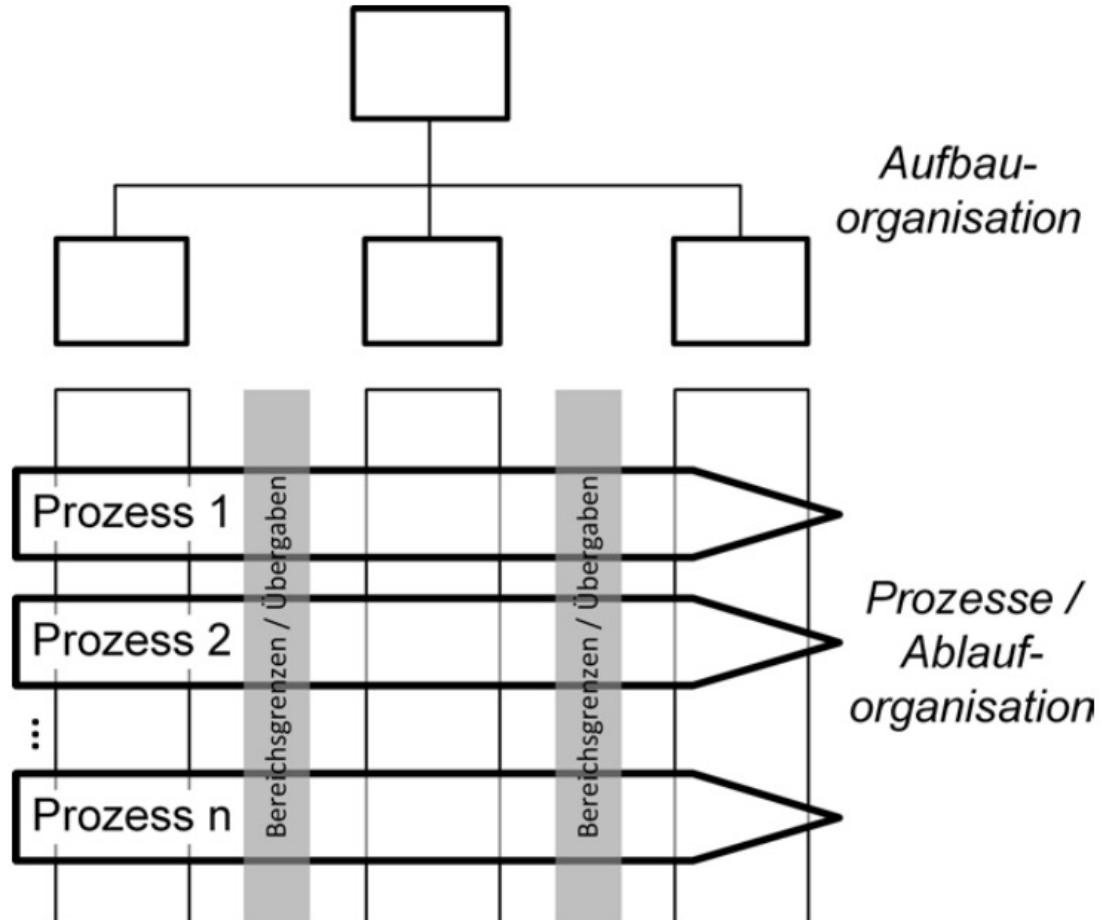 Aufbau-
organisation
Prozess 1
Prozess 2
...
Prozess n
Bereichsgrenzen / Übergaben
Bereichsgrenzen / Übergaben
Prozesse /
Ablauf-
organisation